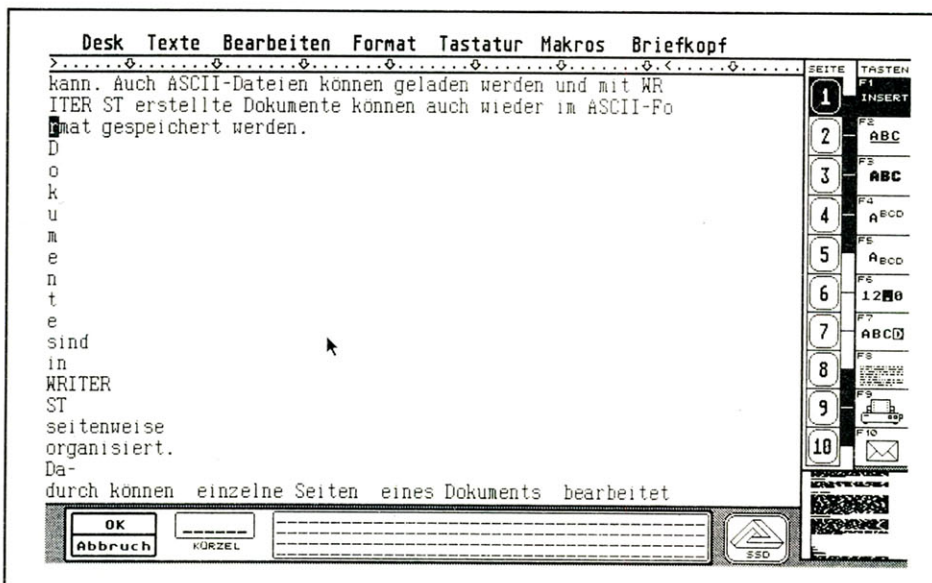 Desk Texte Bearbeiten Format Tastatur Makros Briefkopf
kann. Auch ASCII-Dateien können geladen werden und mit WR
ITER ST erstellte Dokumente können auch wieder im ASCII-Fo
rmat gespeichert werden.
D
o
k
u
m
e
n
t
e
sind
in
WRITER
ST
seitenweise
organisiert.
Da-
durch können einzelne Seiten eines Dokuments bearbeitet
OK
Abbruch
KÜRZEL
SSD
SEITE
1
2
3
4
5
6
7
8
9
10
TASTEN
F1
INSERT
F2
ABC
F3
ABC
F4
ABCD
F5
ABCD
F6
12 0
F7
ABCD
F8
F9
F10